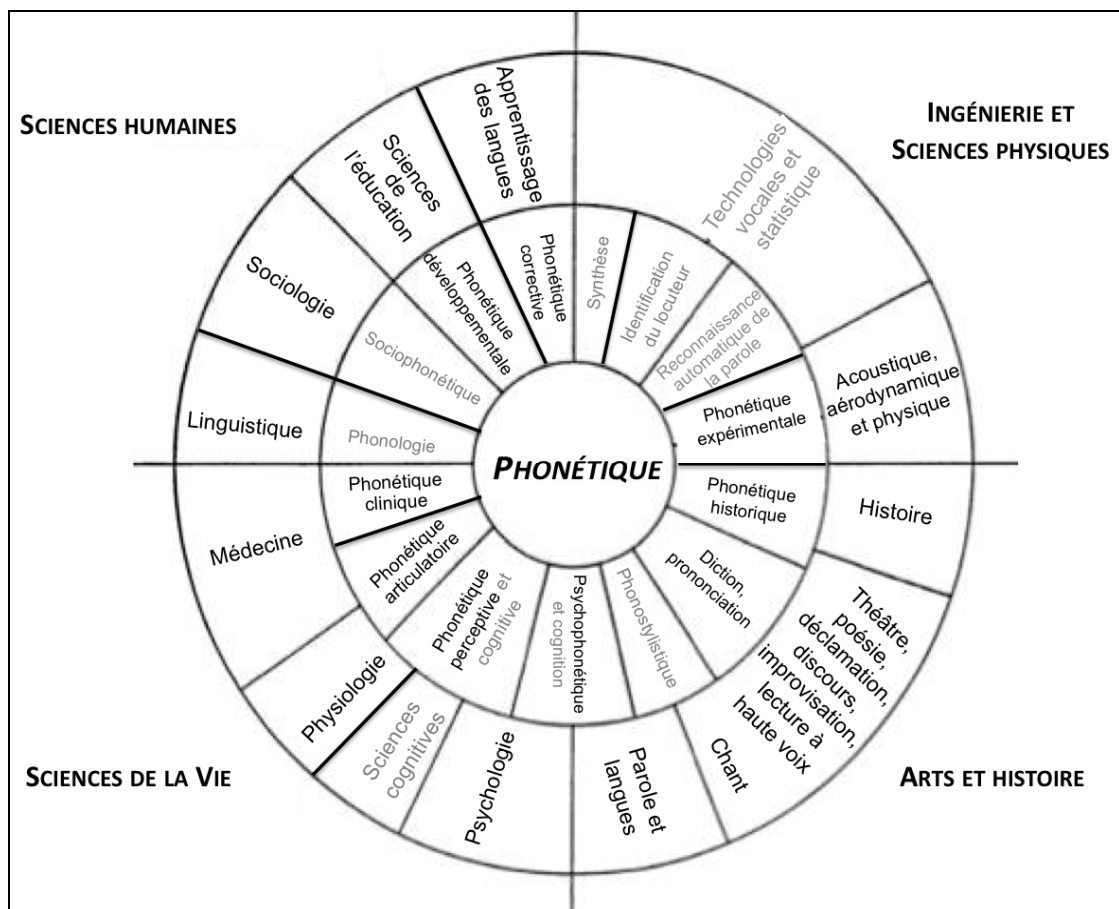 SCIENCES HUMAINES
INGÉNIERIE ET
SCIENCES PHYSIQUES
Apprentissage
des langues
Sciences
de
l'éducation
Sociologie
Linguistique
Technologies
vocales et
statistique
Acoustique,
aérodynamique
et physique
Phonétique
corrective
Phonétique
développementale
Sociophonétique
Phonologie
Synthèse
Identification
du locuteur
Reconnaissance
automatique de
la parole
Phonétique
expérimentale
PHONÉTIQUE
Phonétique
clinique
Phonétique
articulatoire
Phonétique
perceptive et
cognitive
Psychophonétique
et cognition
Phonostylistique
Diction,
prononciation
Phonétique
historique
Médecine
Physiologie
Sciences
cognitives
Psychologie
Parole et
langues
Chant
Théâtre,
poésie,
déclamation,
discours,
improvisation,
lecture à
haute voix
Histoire
SCIENCES DE LA VIE
ARTS ET HISTOIRE